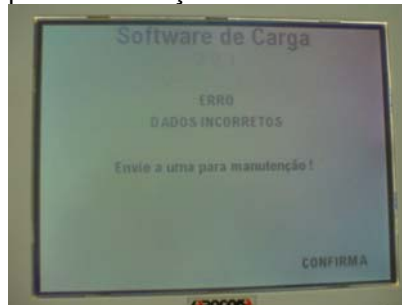 Software de Carga
ERRO
DADOS INCORRETOS
Envie a urna para manutenção !
CONFIRMA